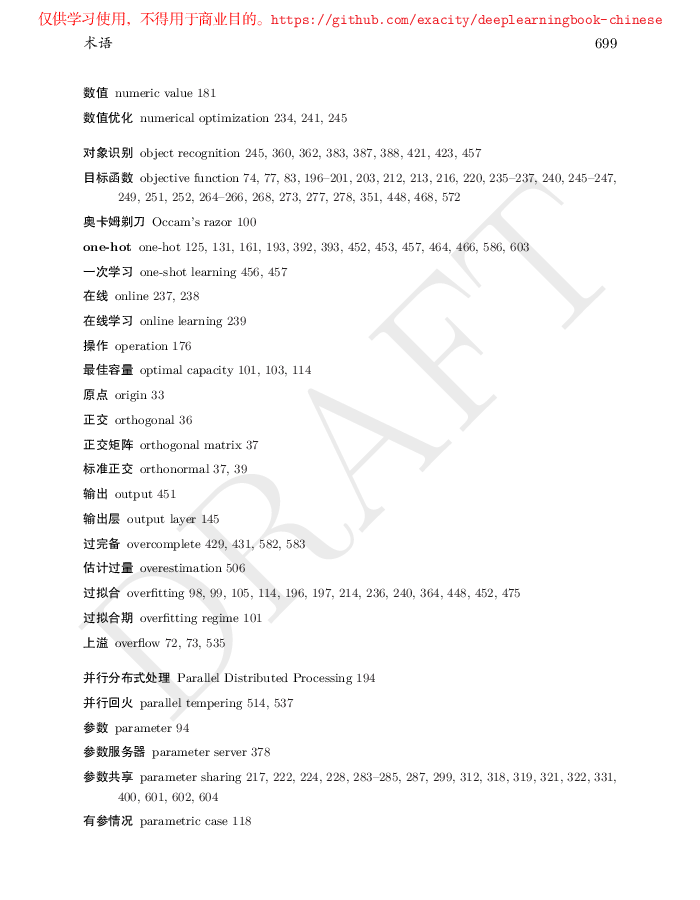 仅供学习使用，不得用于商业目的。https://github.com/exacity/deeplearningbook-chinese
术语 699
数值 numeric value 181
数值优化 numerical optimization 234, 241, 245
对象识别 object recognition 245, 360, 362, 383, 387, 388, 421, 423, 457
目标函数 objective function 74, 77, 83, 196–201, 203, 212, 213, 216, 220, 235–237, 240, 245–247,
249, 251, 252, 264–266, 268, 273, 277, 278, 351, 448, 468, 572
奥卡姆剃刀 Occam's razor 100
one-hot one-hot 125, 131, 161, 193, 392, 393, 452, 453, 457, 464, 466, 586, 603
一次学习 one-shot learning 456, 457
在线 online 237, 238
在线学习 online learning 239
操作 operation 176
最佳容量 optimal capacity 101, 103, 114
原点 origin 33
正交 orthogonal 36
正交矩阵 orthogonal matrix 37
标准正交 orthonormal 37, 39
输出 output 451
输出层 output layer 145
过完备 overcomplete 429, 431, 582, 583
估计过量 overestimation 506
过拟合 overfitting 98, 99, 105, 114, 196, 197, 214, 236, 240, 364, 448, 452, 475
过拟合期 overfitting regime 101
上溢 overflow 72, 73, 535
并行分布式处理 Parallel Distributed Processing 194
并行回火 parallel tempering 514, 537
参数 parameter 94
参数服务器 parameter server 378
参数共享 parameter sharing 217, 222, 224, 228, 283–285, 287, 299, 312, 318, 319, 321, 322, 331,
400, 601, 602, 604
有参情况 parametric case 118
DRAFT